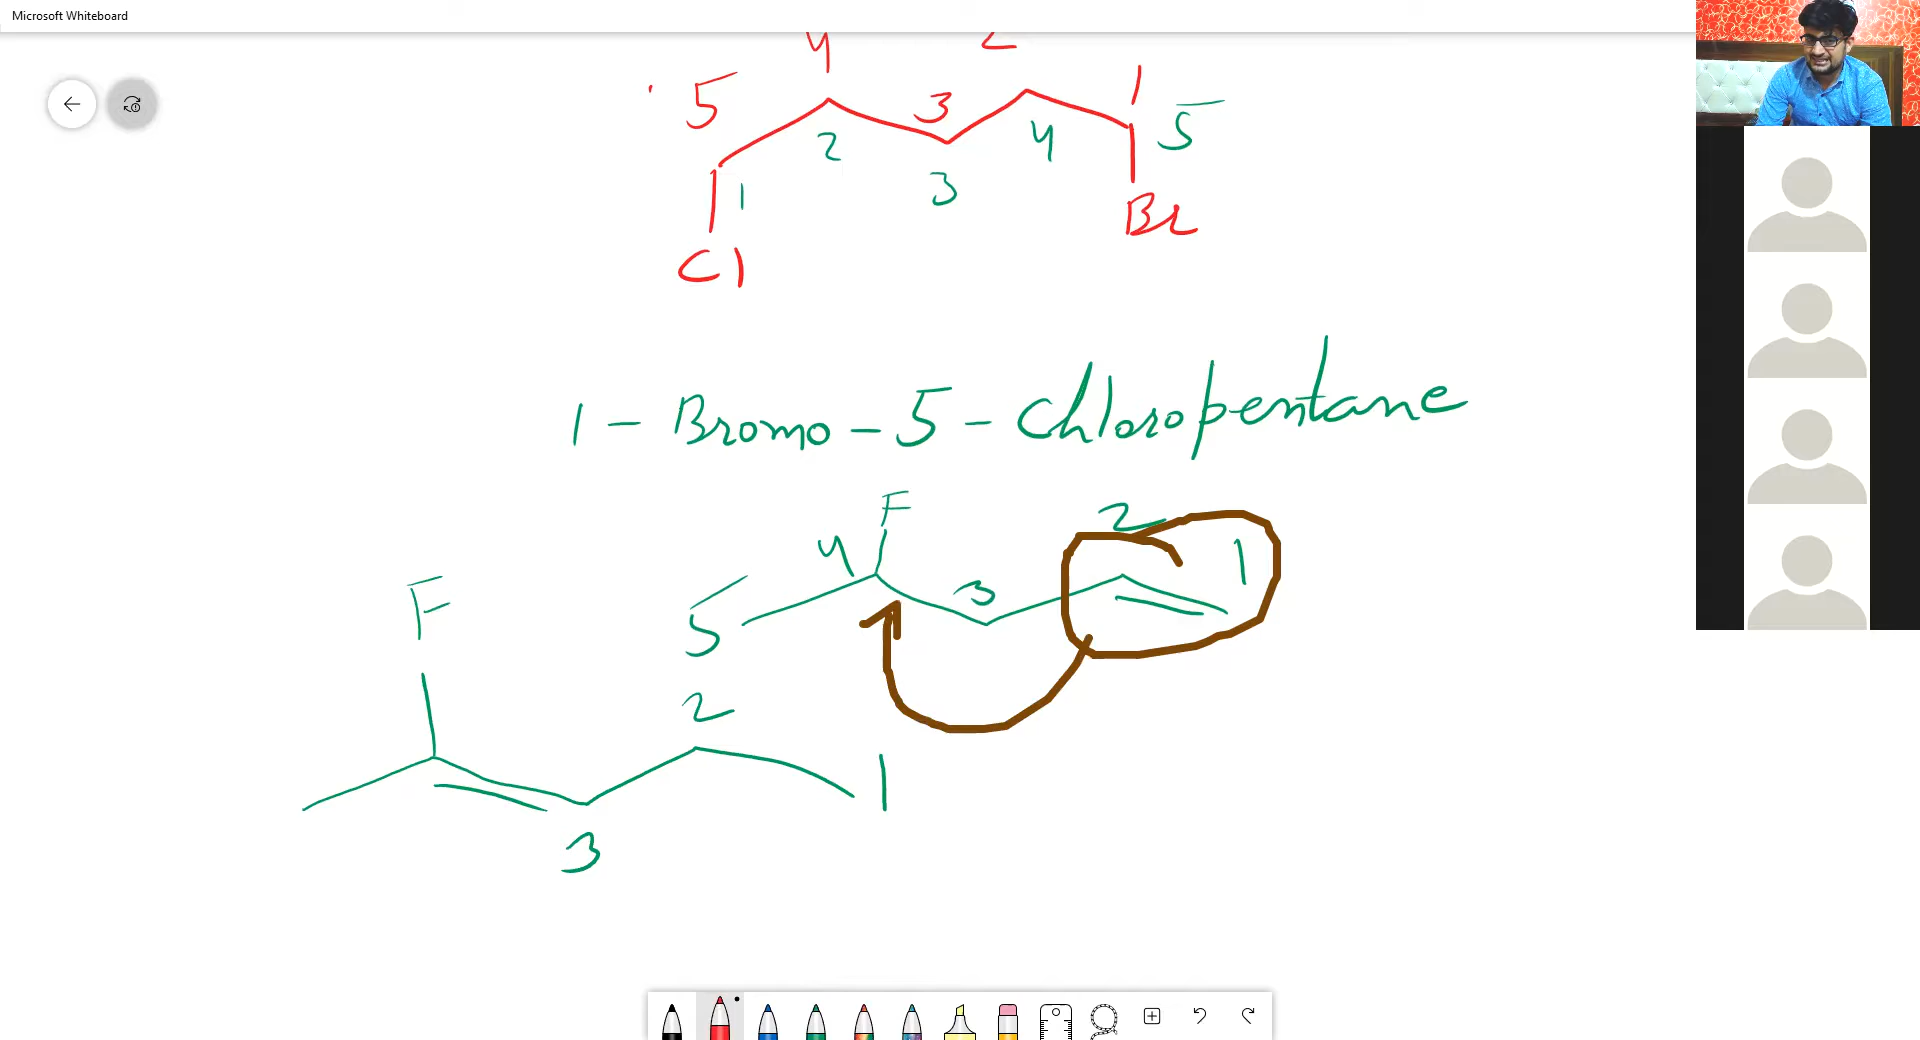 Microsoft Whiteboard
4 2
5 3 1 5
2 4
1 3
Cl Br
1 - Bromo - 5 - Chloropentane
F
4 2 1
F 5 3
2
1
3